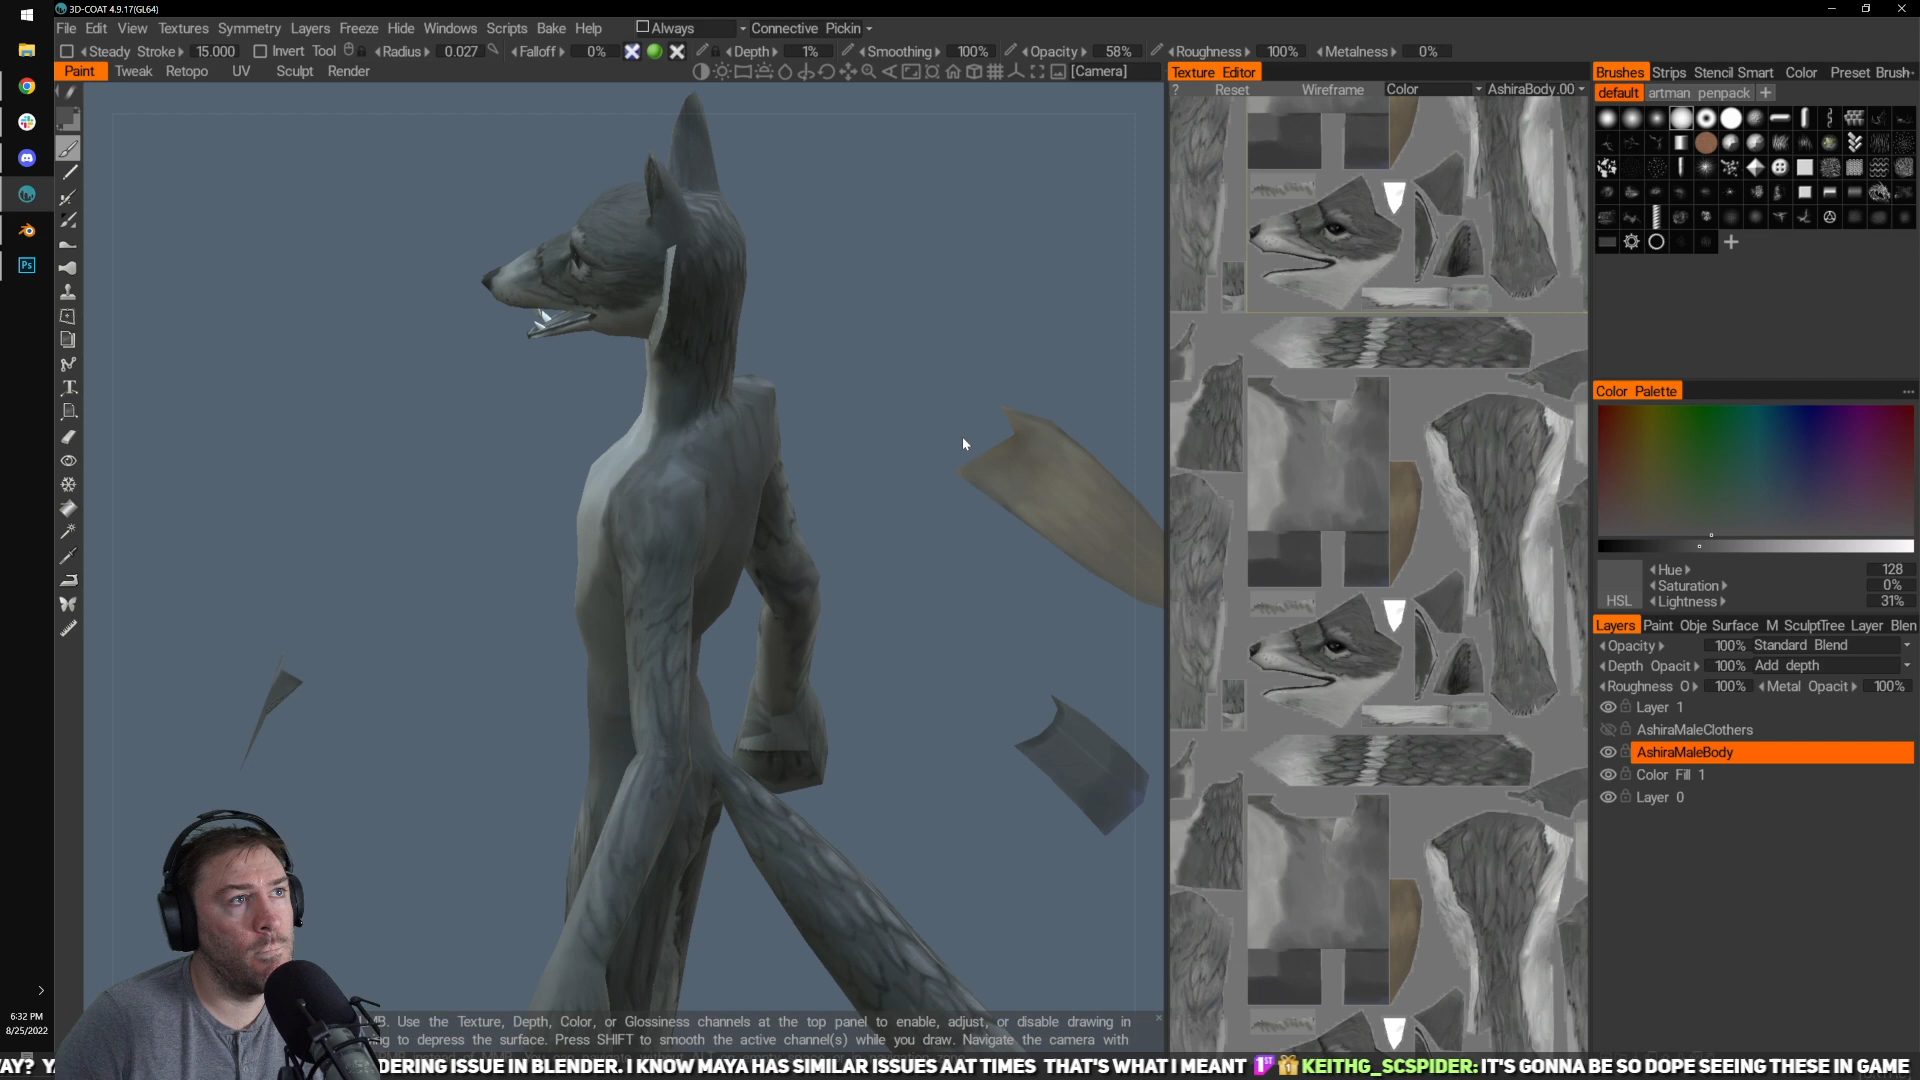 3D-COAT 4.9.17(GL64)
File Edit View Textures Symmetry Layers Freeze Hide Windows Scripts Bake Help Always Connective Pickin
Steady Stroke 15.000 Invert Tool Radius 0.027 Falloff 0% Depth 1% Smoothing 100% Opacity 58% Roughness 100% Metalness 0%
Paint Tweak Retopo UV Sculpt Render [Camera]
Texture Editor
? Reset Wireframe Color AshiraBody.00
Brushes Strips Stencil Smart Color Preset Brush
default artman penpack
Color Palette
Hue 128
Saturation 0%
HSL Lightness 31%
Layers Paint Obje Surface M SculptTree Layer Blen
Opacity 100% Standard Blend
Depth Opacit 100% Add depth
Roughness O 100% Metal Opacit 100%
Layer 1
AshiraMaleClothers
AshiraMaleBody
Color Fill 1
Layer 0
Ps
6:32 PM
8/25/2022
MB. Use the Texture, Depth, Color, or Glossiness channels at the top panel to enable, adjust, or disable drawing in
ng to depress the surface. Press SHIFT to smooth the active channel(s) while you draw. Navigate the camera with
AY? Y DERING ISSUE IN BLENDER. I KNOW MAYA HAS SIMILAR ISSUES AAT TIMES THAT'S WHAT I MEANT 1ST KEITHG_SCSPIDER: IT'S GONNA BE SO DOPE SEEING THESE IN GAME